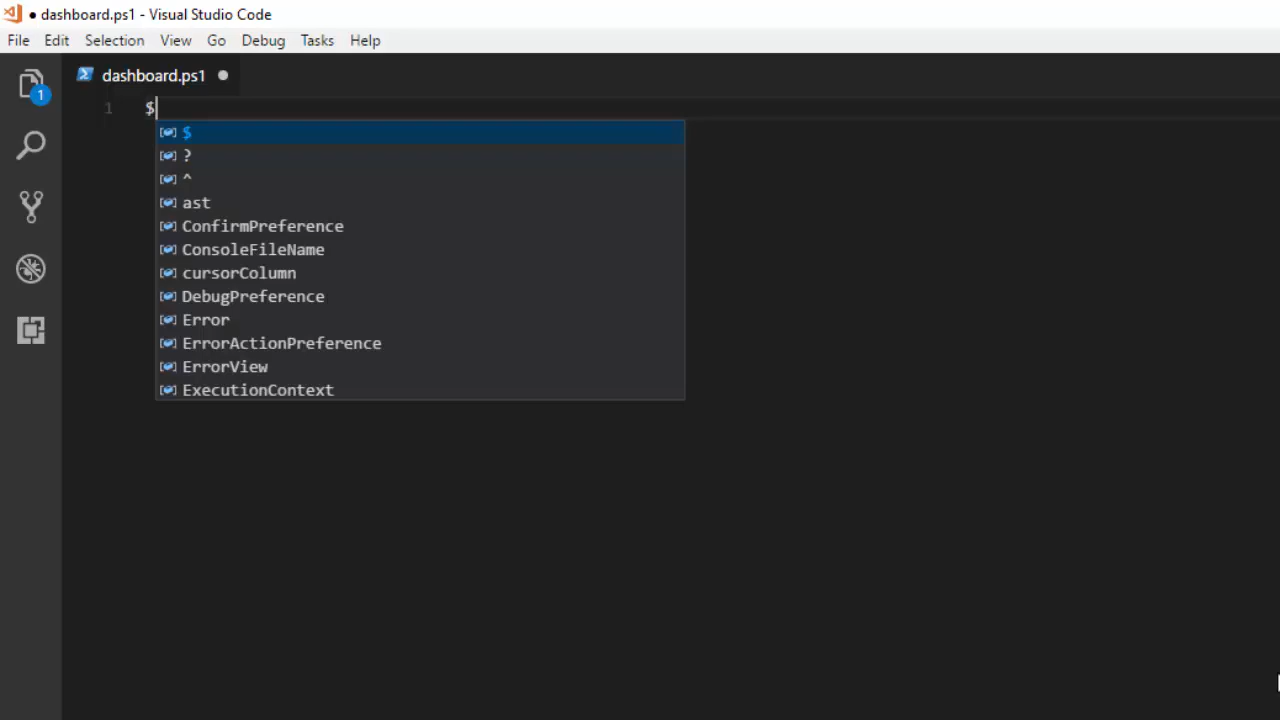 ● dashboard.ps1 - Visual Studio Code
File Edit Selection View Go Debug Tasks Help
dashboard.ps1 ●
1
1 $
$
?
^
ast
ConfirmPreference
ConsoleFileName
cursorColumn
DebugPreference
Error
ErrorActionPreference
ErrorView
ExecutionContext